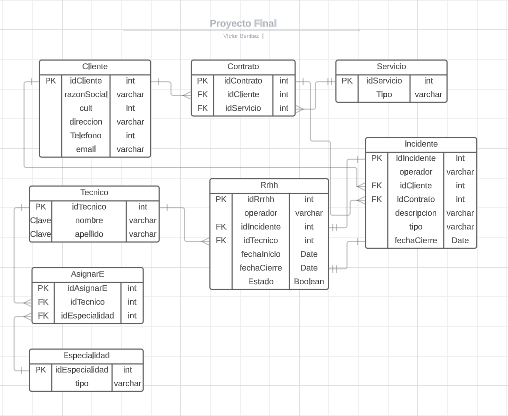 Proyecto Final
Victor Benitez
Cliente
PK idCliente int
razonSocial varchar
cuit Int
direccion varchar
Telefono int
email varchar
Contrato
PK idContrato int
FK idCliente int
FK idServicio int
Servicio
PK idServicio int
Tipo varchar
Incidente
PK idIncidente Int
operador varchar
FK idCliente int
FK idContrato Int
descripcion varchar
tipo varchar
fechaCierre Date
Tecnico
PK idTecnico int
Clave nombre varchar
Clave apellido varchar
Rrhh
PK idRrhh int
operador varchar
FK idIncidente int
FK idTecnico int
fechaInicio Date
fechaCierre Date
Estado Boolean
AsignarE
PK idAsignarE int
FK idTecnico int
FK idEspecialidad int
Especialidad
PK idEspecialidad int
tipo varchar